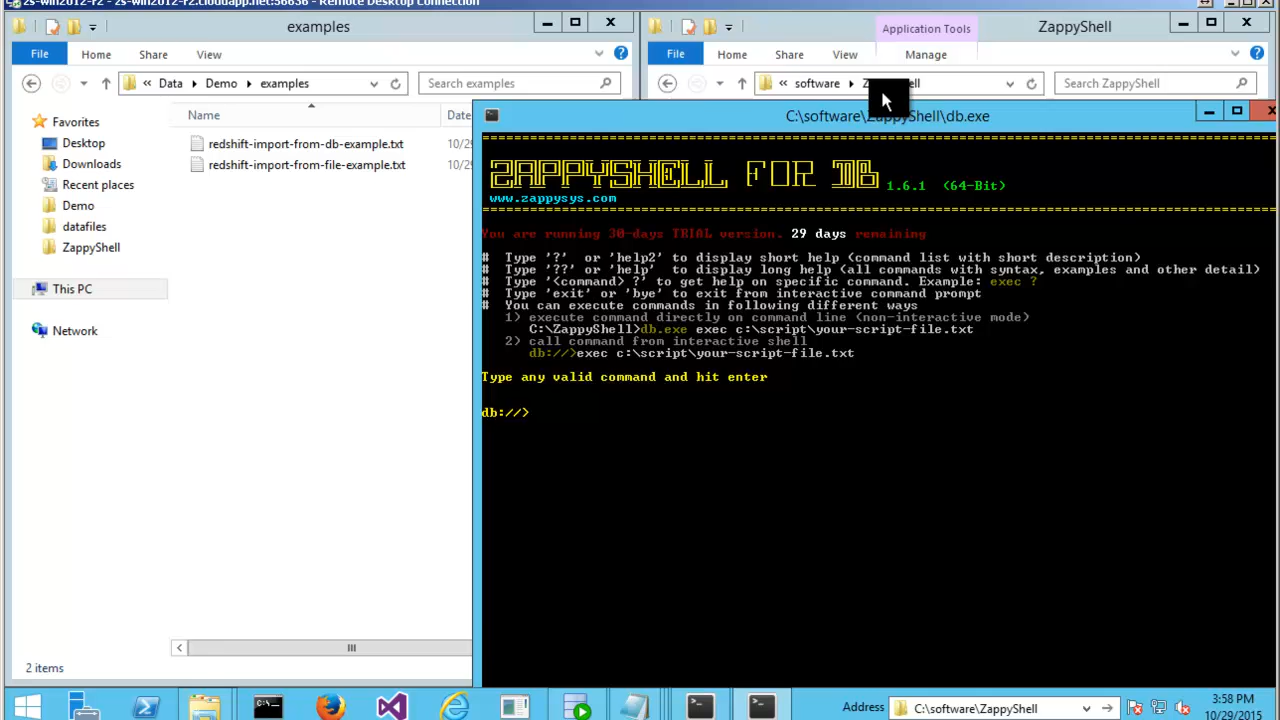 zs-win2012-r2 - zs-win2012-r2.cloudapp.net:56636 - Remote Desktop Connection
examples
File
Home
Share
View
« Data
Demo
examples
Search examples
Favorites
Desktop
Downloads
Recent places
Demo
datafiles
ZappyShell
This PC
Network
Name
Date
redshift-import-from-db-example.txt
10/29
redshift-import-from-file-example.txt
10/29
2 items
Application Tools
ZappyShell
File
Home
Share
View
Manage
« software
Search ZappyShell
C:\software\ZappyShell\db.exe
ZAPPYSHELL FOR DB 1.6.1 (64-Bit)
www.zappysys.com
You are running 30-days TRIAL version. 29 days remaining
# Type '?' or 'help2' to display short help (command list with short description)
# Type '??' or 'help' to display long help (all commands with syntax, examples and other detail)
# Type '<command> ?' to get help on specific command. Example: exec ?
# Type 'exit' or 'bye' to exit from interactive command prompt
# You can execute commands in following different ways
1) execute command directly on command line (non-interactive mode)
C:\ZappyShell>db.exe exec c:\script\your-script-file.txt
2) call command from interactive shell
db://>exec c:\script\your-script-file.txt
Type any valid command and hit enter
db://>
Address
C:\software\ZappyShell
3:58 PM
10/29/2015